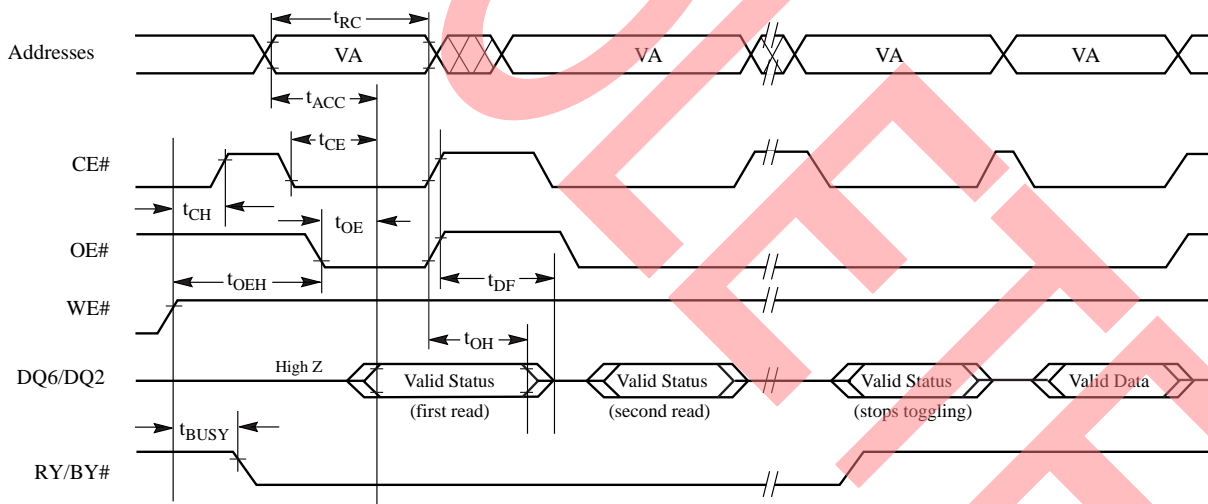 tRC
Addresses VA VA VA VA
tACC
tCE
CE#
tCH tOE
OE#
tOEH tDF
WE#
tOH
High Z
DQ6/DQ2 Valid Status Valid Status Valid Status Valid Data
(first read) (second read) (stops toggling)
tBUSY
RY/BY#